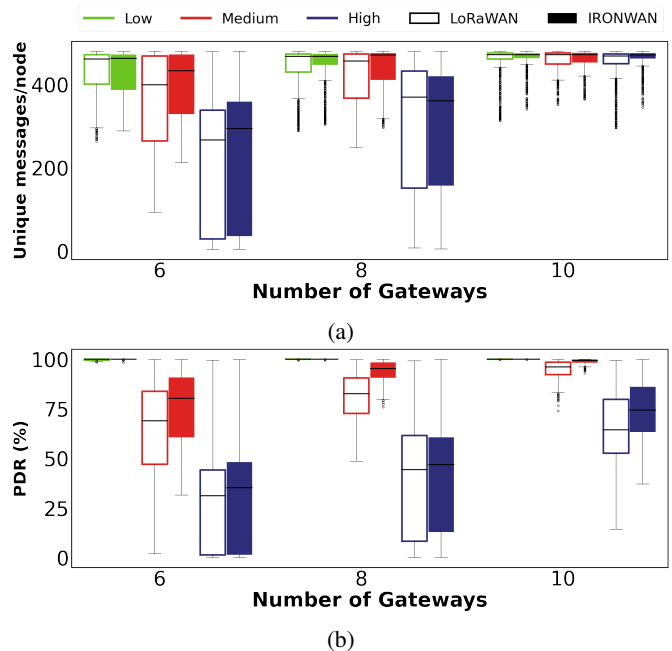 Low Medium High LoRaWAN IRONWAN
Unique messages/node
400
200
0
6 8 10
Number of Gateways
(a)
PDR (%)
100
75
50
25
0
6 8 10
Number of Gateways
(b)